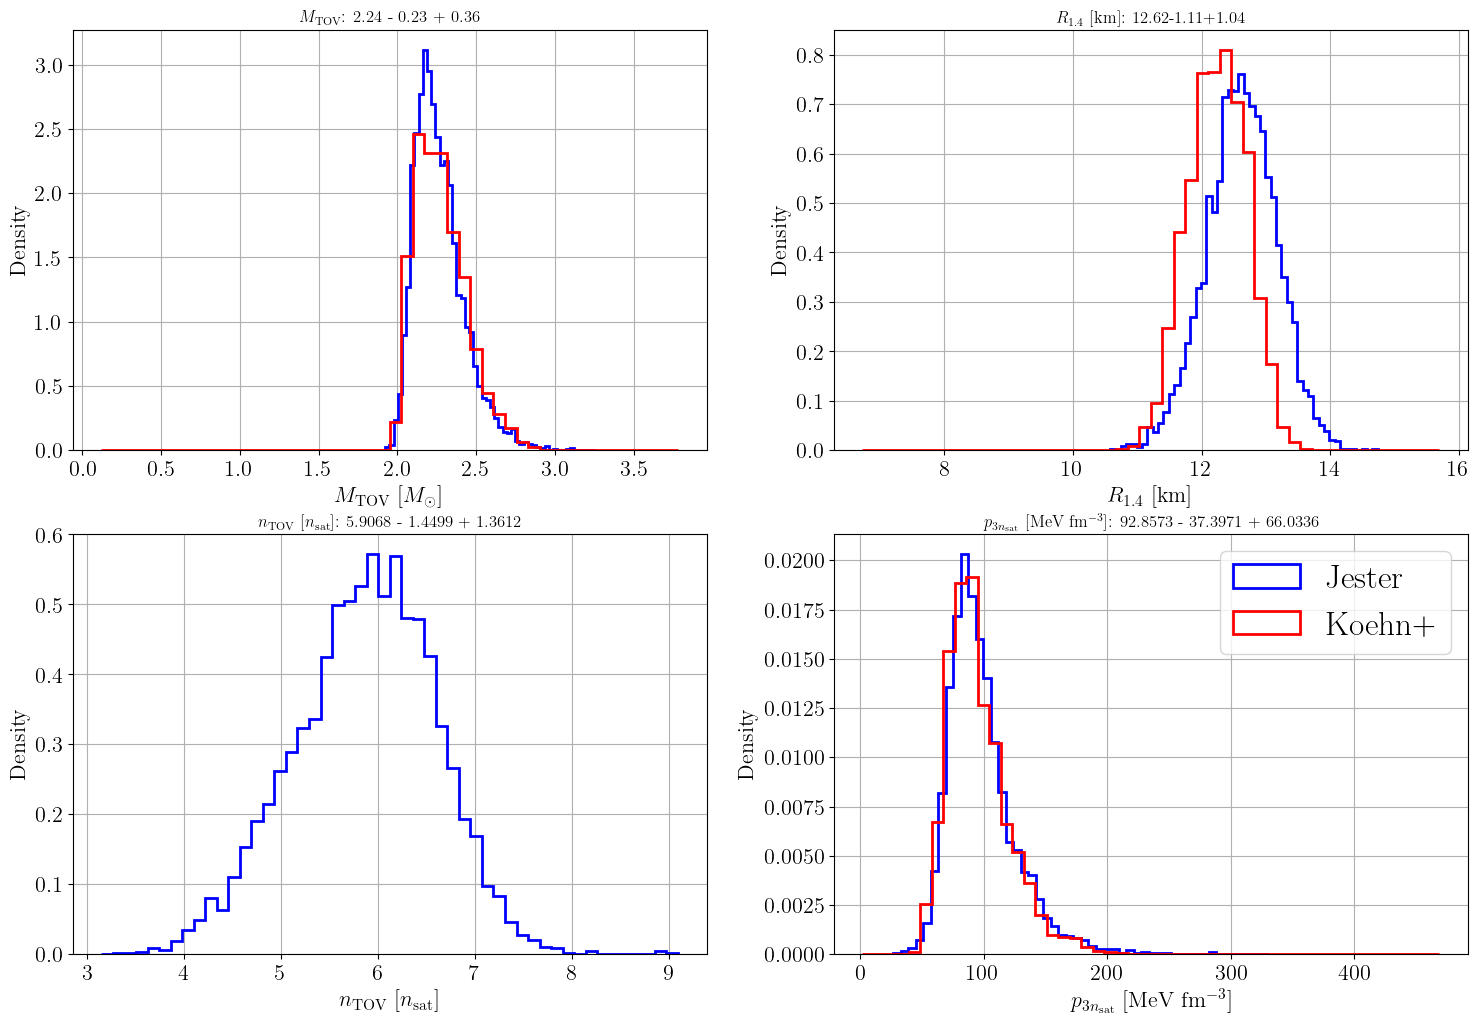 M_TOV: 2.24 - 0.23 + 0.36
3.0
2.5
2.0
1.5
1.0
0.5
0.0
Density
0.0 0.5 1.0 1.5 2.0 2.5 3.0 3.5
M_TOV [M_⊙]
R_1.4 [km]: 12.62-1.11+1.04
0.8
0.7
0.6
0.5
0.4
0.3
0.2
0.1
0.0
Density
8 10 12 14 16
R_1.4 [km]
n_TOV [n_sat]: 5.9068 - 1.4499 + 1.3612
0.6
0.5
0.4
0.3
0.2
0.1
0.0
Density
3 4 5 6 7 8 9
n_TOV [n_sat]
p_3n_sat [MeV fm⁻³]: 92.8573 - 37.3971 + 66.0336
0.0200
0.0175
0.0150
0.0125
0.0100
0.0075
0.0050
0.0025
0.0000
Density
Jester
Koehn+
0 100 200 300 400
p_3n_sat [MeV fm⁻³]